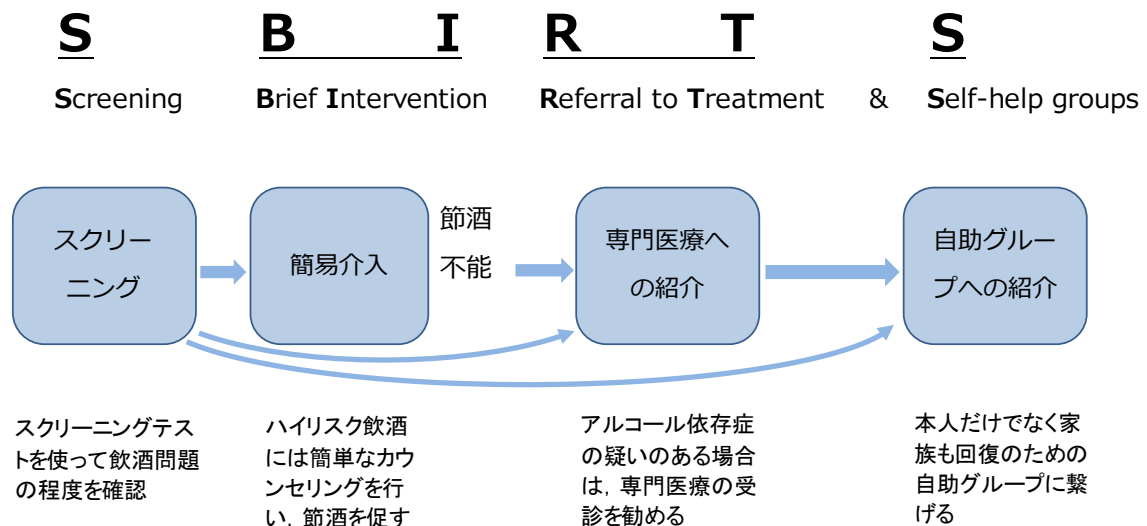 S B I R T S
Screening Brief Intervention Referral to Treatment & Self-help groups
スクリー
ニング
簡易介入
節酒
不能
専門医療へ
の紹介
自助グルー
プへの紹介
スクリーニングテス
トを使って飲酒問題
の程度を確認
ハイリスク飲酒
には簡単なカウ
ンセリングを行
い，節酒を促す
アルコール依存症
の疑いのある場合
は，専門医療の受
診を勧める
本人だけでなく家
族も回復のための
自助グループに繋
げる